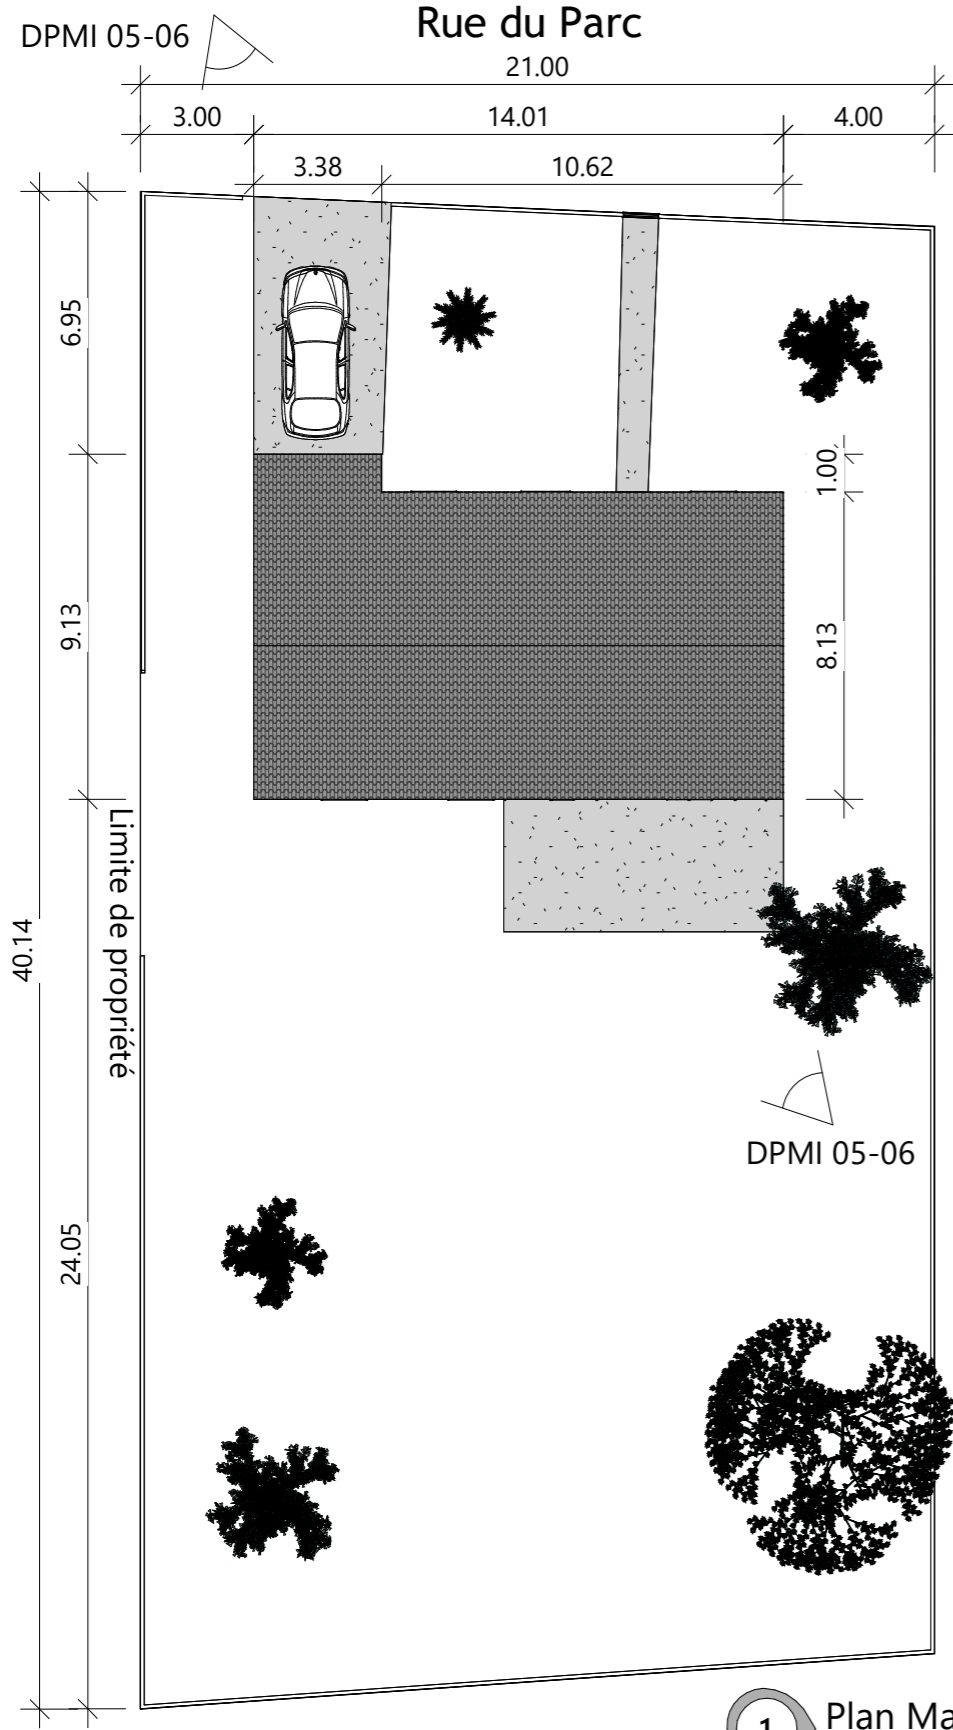 Rue du Parc
DPMI 05-06
21.00
3.00
14.01
4.00
3.38
10.62
6.95
1.00
9.13
8.13
Limite de propriété
40.14
DPMI 05-06
24.05
1
Plan Ma